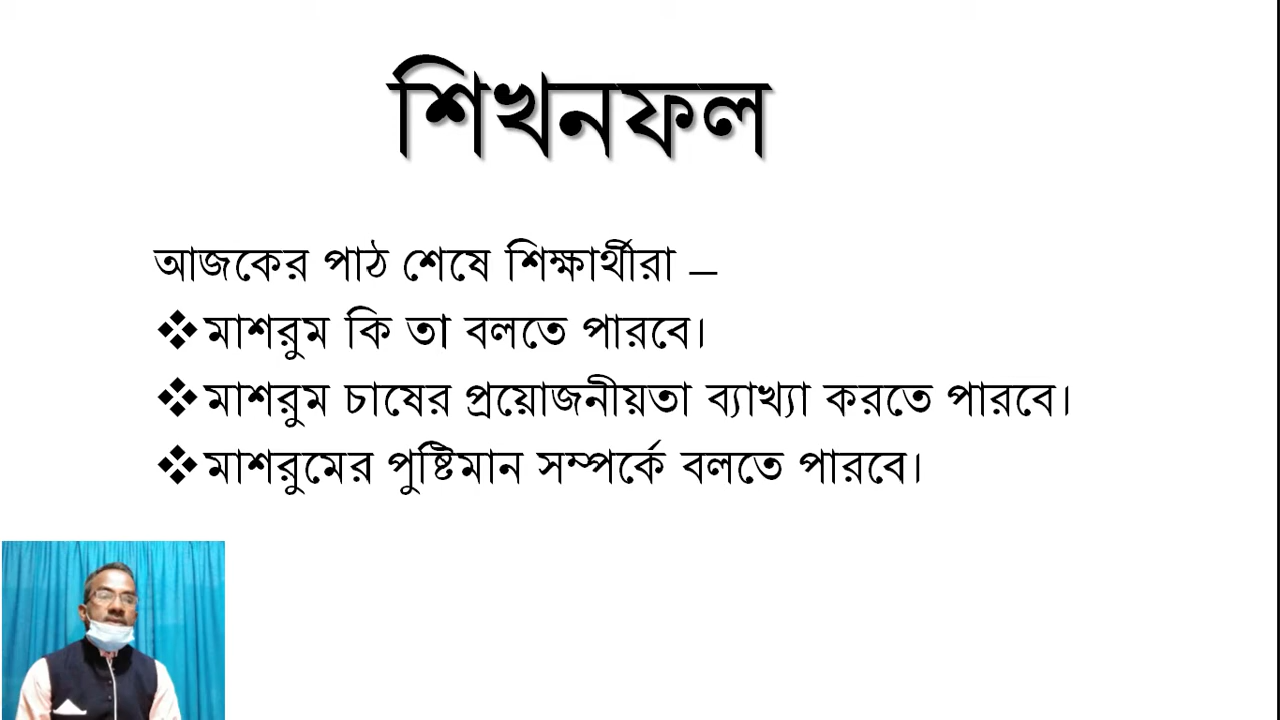 শিখনফল
আজকের পাঠ শেষে শিক্ষার্থীরা –
❖মাশরুম কি তা বলতে পারবে।
❖মাশরুম চাষের প্রয়োজনীয়তা ব্যাখ্যা করতে পারবে।
❖মাশরুমের পুষ্টিমান সম্পর্কে বলতে পারবে।